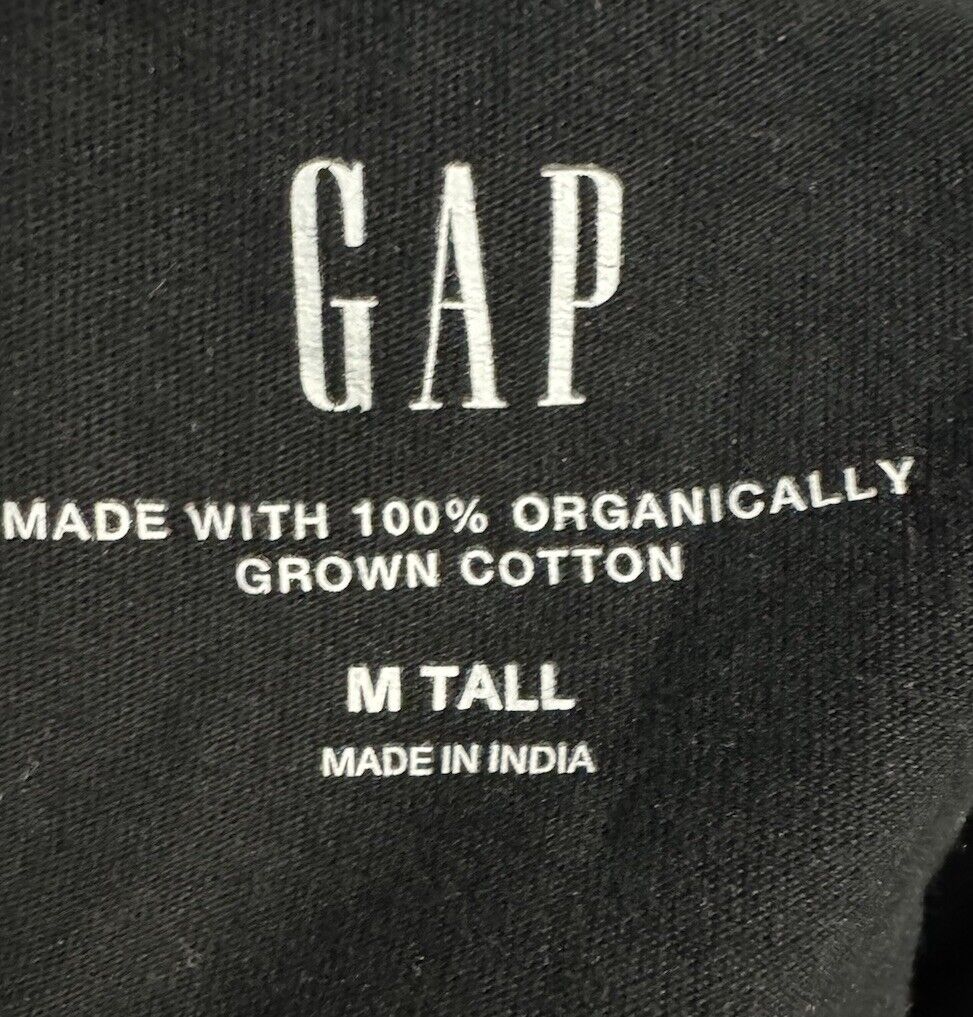 GAP
MADE WITH 100% ORGANICALLY
GROWN COTTON
M TALL
MADE IN INDIA